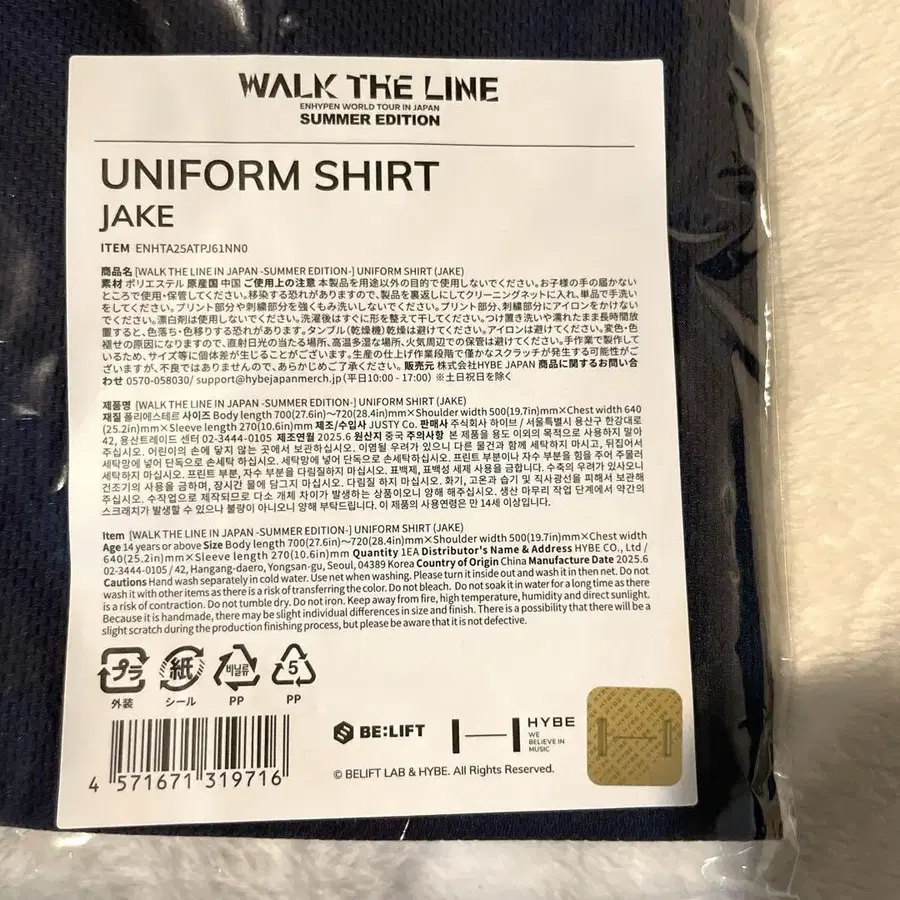 WALK THE LINE
ENHYPEN WORLD TOUR IN JAPAN
SUMMER EDITION
UNIFORM SHIRT
JAKE
ITEM ENHTA25ATPJ61NN0
商品名 [WALK THE LINE IN JAPAN -SUMMER EDITION-] UNIFORM SHIRT (JAKE)
素材 ポリエステル 原産国 中国 ご使用上の注意 本製品を用途以外の目的で使用しないでください。お子様の手の届かない
ところで使用・保管してください。移染する恐れがありますので、製品を裏返しにしてクリーニングネットに入れ、単品で手洗い
をしてください。プリント部分や刺繍部分を強くもみ洗いしないでください。プリント部分、刺繍部分にアイロンをかけない
でください。漂白剤は使用しないでください。洗濯後はすぐに形を整えて干してください。つけ置き洗いや濡れたまま長時間放
置すると、色落ち・色移りする恐れがあります。タンブル(乾燥機)乾燥は避けてください。アイロンは避けてください。変色・色
褪せの原因になりますので、直射日光の当たる場所、高温多湿な場所、火気周辺での保管は避けてください。手作業で製作して
いるため、サイズ等に個体差が生じることがございます。生産の仕上げ作業段階で僅かなスクラッチが発生する可能性がご
ざいますが、不良ではありませんので、あらかじめご了承ください。 販売元 株式会社HYBE JAPAN 商品に関するお問い合
わせ 0570-058030/ support@hybejapanmerch.jp (平日10:00 - 17:00) ※土日祝日を除く
제품명 [WALK THE LINE IN JAPAN -SUMMER EDITION-] UNIFORM SHIRT (JAKE)
재질 폴리에스테르 사이즈 Body length 700(27.6in)~720(28.4in)mm×Shoulder width 500(19.7in)mm×Chest width 640
(25.2in)mm×Sleeve length 270(10.6in)mm 제조/수입사 JUSTY Co. 판매사 주식회사 하이브 / 서울특별시 용산구 한강대로
42, 용산트레이드 센터 02-3444-0105 제조연월 2025.6 원산지 중국 주의사항 본 제품을 용도 이외의 목적으로 사용하지 말아
주십시오. 어린이의 손에 닿지 않는 곳에서 보관하십시오. 이염될 우려가 있으니 다른 물건과 함께 세탁하지 마시고, 뒤집어서
세탁망에 넣어 단독으로 손세탁 하십시오. 세탁망에 넣어 단독으로 손세탁하십시오. 프린트 부분이나 자수 부분을 힘을 주어 주물러
세탁하지 마십시오. 프린트 부분, 자수 부분을 다림질하지 마십시오. 표백제, 표백성 세제 사용을 금합니다. 수축의 우려가 있사오니
건조기의 사용을 금하며, 장시간 물에 담그지 마십시오. 다림질 하지 마십시오. 화기, 고온과 습기 및 직사광선을 피해서 보관해
주십시오. 수작업으로 제작되므로 다소 개체 차이가 발생하는 상품이오니 양해 해주십시오. 생산 마무리 작업 단계에서 약간의
스크래치가 발생할 수 있으나 불량이 아니오니 양해 부탁드립니다. 이 제품의 사용연령은 만 14세 이상입니다.
Item [WALK THE LINE IN JAPAN -SUMMER EDITION-] UNIFORM SHIRT (JAKE)
Age 14 years or above Size Body length 700(27.6in)~720(28.4in)mm×Shoulder width 500(19.7in)mm×Chest width
640(25.2in)mm×Sleeve length 270(10.6in)mm Quantity 1EA Distributor's Name & Address HYBE CO., Ltd /
02-3444-0105 / 42, Hangang-daero, Yongsan-gu, Seoul, 04389 Korea Country of Origin China Manufacture Date 2025.6
Cautions Hand wash separately in cold water. Use net when washing. Please turn it inside out and wash it in then net. Do not
wash it with other items as there is a risk of transferring the color. Do not bleach. Do not soak it in water for a long time as there
is a risk of contraction. Do not tumble dry. Do not iron. Keep away from fire, high temperature, humidity and direct sunlight.
Because it is handmade, there may be slight individual differences in size and finish. There is a possibility that there will be a
slight scratch during the production finishing process, but please be aware that it is not defective.
プラ 紙 비닐류 5
外装 シール PP PP
4 571671 319716
BE:LIFT
HYBE
WE
BELIEVE IN
MUSIC
© BELIFT LAB & HYBE. All Rights Reserved.